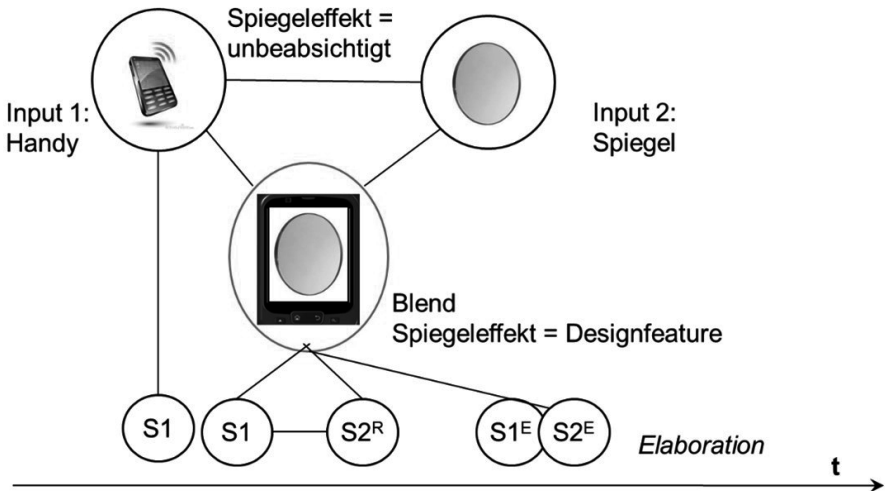 Spiegeleffekt =
unbeabsichtigt
Input 1:
Handy
Input 2:
Spiegel
Blend
Spiegeleffekt = Designfeature
S1 S1 S2ᴿ S1ᴱ S2ᴱ
Elaboration
t